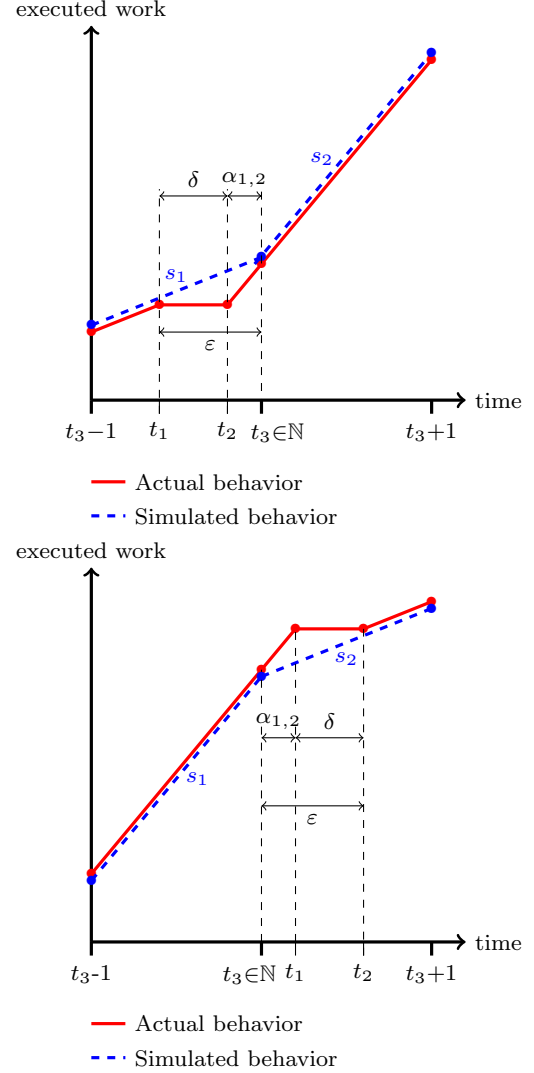 executed work
s₂
δ α₁,₂
s₁
ε
time
t₃−1 t₁ t₂ t₃∈ℕ t₃+1
Actual behavior
Simulated behavior
executed work
s₂
α₁,₂ δ
s₁
ε
time
t₃-1 t₃∈ℕ t₁ t₂ t₃+1
Actual behavior
Simulated behavior